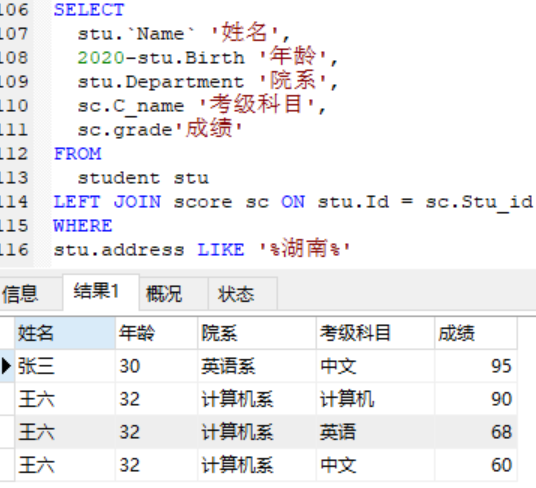 106 SELECT
107 stu.`Name` '姓名',
108 2020-stu.Birth '年龄',
109 stu.Department '院系',
110 sc.C_name '考级科目',
111 sc.grade'成绩'
112 FROM
113 student stu
114 LEFT JOIN score sc ON stu.Id = sc.Stu_id
115 WHERE
116 stu.address LIKE '%湖南%'
信息 结果1 概况 状态
姓名 年龄 院系 考级科目 成绩
张三 30 英语系 中文 95
王六 32 计算机系 计算机 90
王六 32 计算机系 英语 68
王六 32 计算机系 中文 60